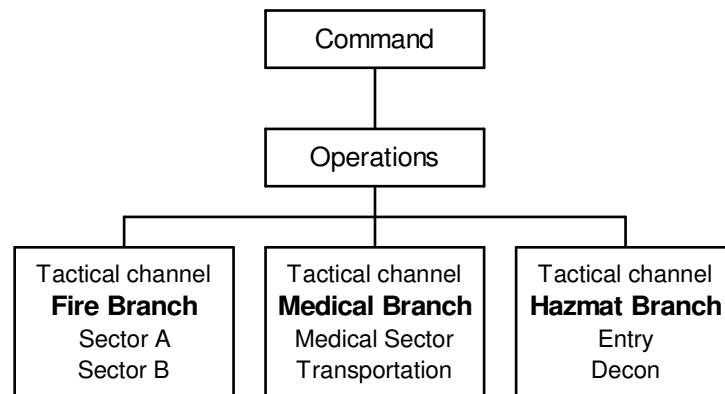 Command
Operations
Tactical channel
Fire Branch
Sector A
Sector B
Tactical channel
Medical Branch
Medical Sector
Transportation
Tactical channel
Hazmat Branch
Entry
Decon